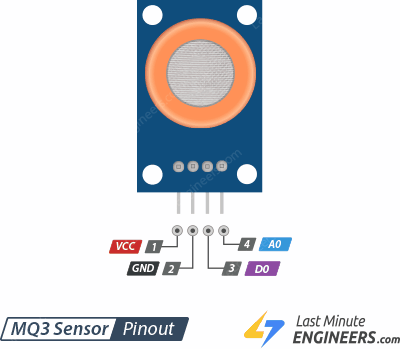 VCC 1
4 A0
GND 2
3 D0
MQ3 Sensor Pinout
Last Minute
ENGINEERS.com